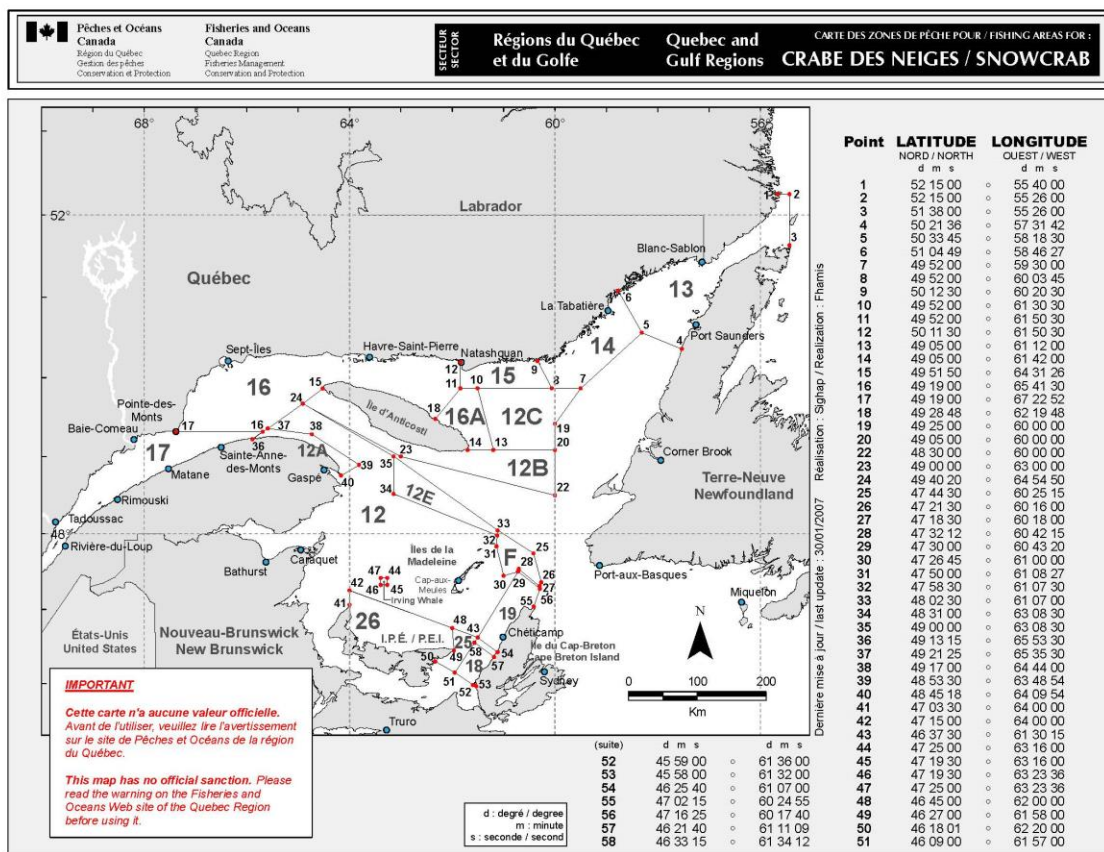 Pêches et Océans
Canada
Région du Québec
Gestion des pêches
Conservation et Protection
Fisheries and Oceans
Canada
Quebec Region
Fisheries Management
Conservation and Protection
SECTEUR
SECTOR
Régions du Québec
et du Golfe
Quebec and
Gulf Regions
CARTE DES ZONES DE PÊCHE POUR / FISHING AREAS FOR :
CRABE DES NEIGES / SNOWCRAB
68° 64° 60° 56°
52°
48°
Labrador
Québec
Blanc-Sablon
La Tabatière
Port Saunders
Sept-Îles
Havre-Saint-Pierre
Natashquan
Pointe-des-
Monts
Baie-Comeau
Île d'Anticosti
Sainte-Anne-
des-Monts
Gaspé
Matane
Rimouski
Tadoussac
Rivière-du-Loup
Corner Brook
Terre-Neuve
Newfoundland
Caraquet
Bathurst
Îles de la
Madeleine
Cap-aux-
Meules
Irving Whale
Port-aux-Basques
Miquelon
Nouveau-Brunswick
New Brunswick
États-Unis
United States
I.P.É. / P.E.I.
Chéticamp
Île du Cap-Breton
Cape Breton Island
Sydney
Truro
13
14
15
16
16A
12C
12B
12A
12E
12
17
F
19
26
25
18
N
0 100 200
Km
IMPORTANT
Cette carte n'a aucune valeur officielle.
Avant de l'utiliser, veuillez lire l'avertissement
sur le site de Pêches et Océans de la région
du Québec.
This map has no official sanction. Please
read the warning on the Fisheries and
Oceans Web site of the Quebec Region
before using it.
d : degré / degree
m : minute
s : seconde / second
Dernière mise à jour / last update : 30/01/2007 Réalisation : Sighap / Realization : Fhamis
Point LATITUDE LONGITUDE
NORD / NORTH OUEST / WEST
d m s d m s
1 52 15 00 ° 55 40 00
2 52 15 00 ° 55 26 00
3 51 38 00 ° 55 26 00
4 50 21 36 ° 57 31 42
5 50 33 45 ° 58 18 30
6 51 04 49 ° 58 46 27
7 49 52 00 ° 59 30 00
8 49 52 00 ° 60 03 45
9 50 12 30 ° 60 20 30
10 49 52 00 ° 61 30 30
11 49 52 00 ° 61 50 30
12 50 11 30 ° 61 50 30
13 49 05 00 ° 61 12 00
14 49 05 00 ° 61 42 00
15 49 51 50 ° 64 31 26
16 49 19 00 ° 65 41 30
17 49 19 00 ° 67 22 52
18 49 28 48 ° 62 19 48
19 49 25 00 ° 60 00 00
20 49 05 00 ° 60 00 00
22 48 30 00 ° 60 00 00
23 49 00 00 ° 63 00 00
24 49 40 20 ° 64 54 50
25 47 44 30 ° 60 25 15
26 47 21 30 ° 60 16 00
27 47 18 30 ° 60 18 00
28 47 32 12 ° 60 42 15
29 47 30 00 ° 60 43 20
30 47 26 45 ° 61 00 00
31 47 50 00 ° 61 08 27
32 47 58 30 ° 61 07 30
33 48 02 30 ° 61 07 00
34 48 31 00 ° 63 08 30
35 49 00 00 ° 63 08 30
36 49 13 15 ° 65 53 30
37 49 21 25 ° 65 35 30
38 49 17 00 ° 64 44 00
39 48 53 30 ° 63 48 54
40 48 45 18 ° 64 09 54
41 47 03 30 ° 64 00 00
42 47 15 00 ° 64 00 00
43 46 37 30 ° 61 30 15
44 47 25 00 ° 63 16 00
45 47 19 30 ° 63 16 00
46 47 19 30 ° 63 23 36
47 47 25 00 ° 63 23 36
48 46 45 00 ° 62 00 00
49 46 27 00 ° 61 58 00
50 46 18 01 ° 62 20 00
51 46 09 00 ° 61 57 00
(suite) d m s d m s
52 45 59 00 ° 61 36 00
53 45 58 00 ° 61 32 00
54 46 25 40 ° 61 07 00
55 47 02 15 ° 60 24 55
56 47 16 25 ° 60 17 40
57 46 21 40 ° 61 11 09
58 46 33 15 ° 61 34 12